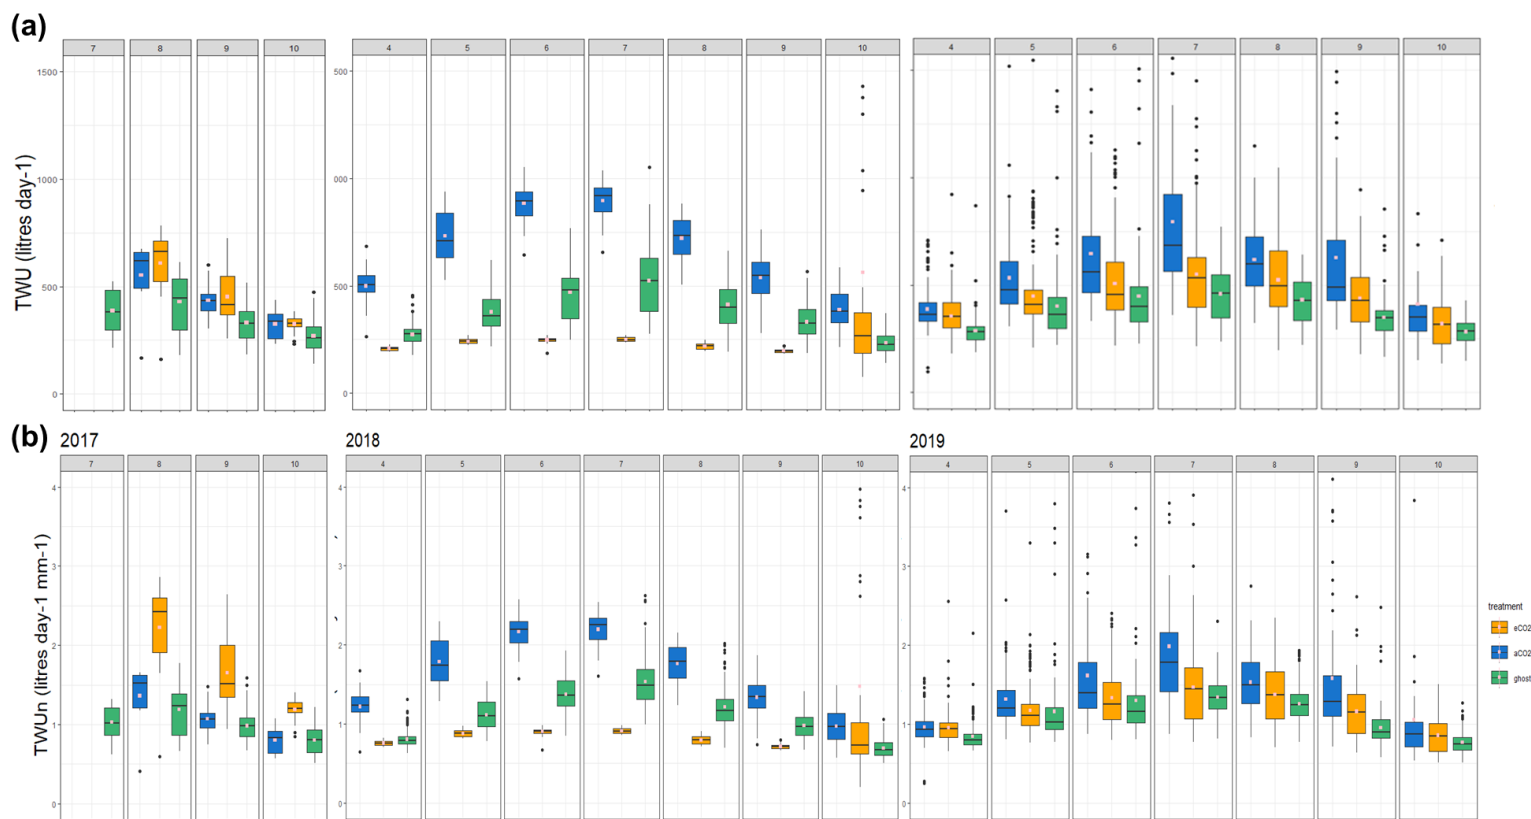 (a)
7 8 9 10 4 5 6 7 8 9 10 4 5 6 7 8 9 10
TWU (litres day-1)
1500
1000
500
0
500
000
500
0
(b)
2017 2018 2019
7 8 9 10 4 5 6 7 8 9 10 4 5 6 7 8 9 10
TWUn (litres day-1 mm-1)
4
3
2
1
0
4
3
2
1
0
4
3
2
1
0
treatment
eCO2
aCO2
ghost